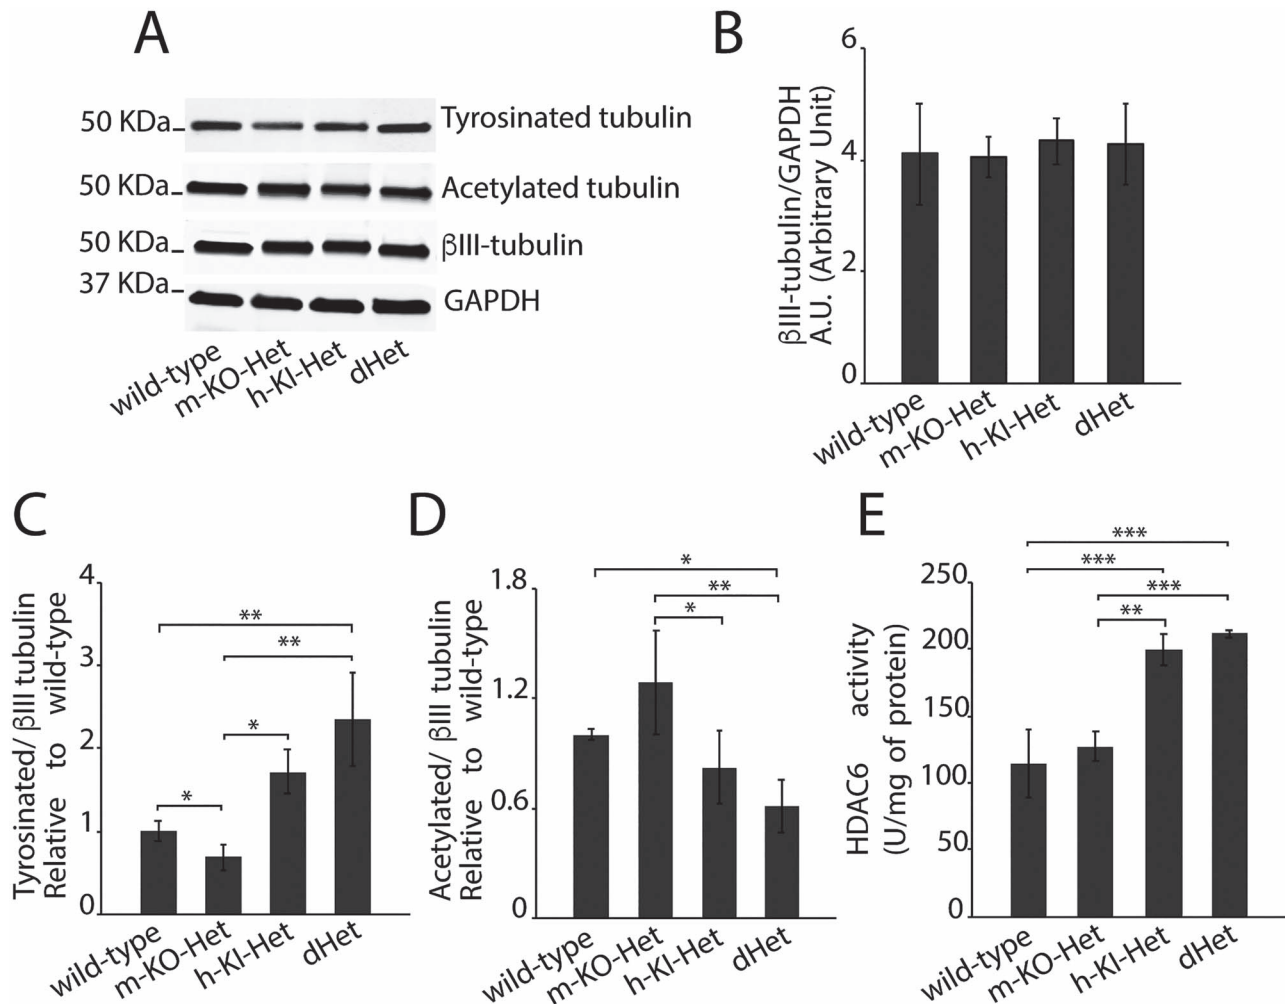 A
50 KDa Tyrosinated tubulin
50 KDa Acetylated tubulin
50 KDa βIII-tubulin
37 KDa
GAPDH
wild-type m-KO-Het h-KI-Het dHet
B
βIII-tubulin/GAPDH
A.U. (Arbitrary Unit)
6
4
2
0
wild-type m-KO-Het h-KI-Het dHet
C
Tyrosinated/ βIII tubulin
Relative to wild-type
4
3
2
1
0
**
**
*
*
wild-type m-KO-Het h-KI-Het dHet
D
Acetylated/ βIII tubulin
Relative to wild-type
1.8
1.2
0.6
0
*
**
*
wild-type m-KO-Het h-KI-Het dHet
E
HDAC6 activity
(U/mg of protein)
250
200
150
100
50
0
***
***
***
**
wild-type m-KO-Het h-KI-Het dHet